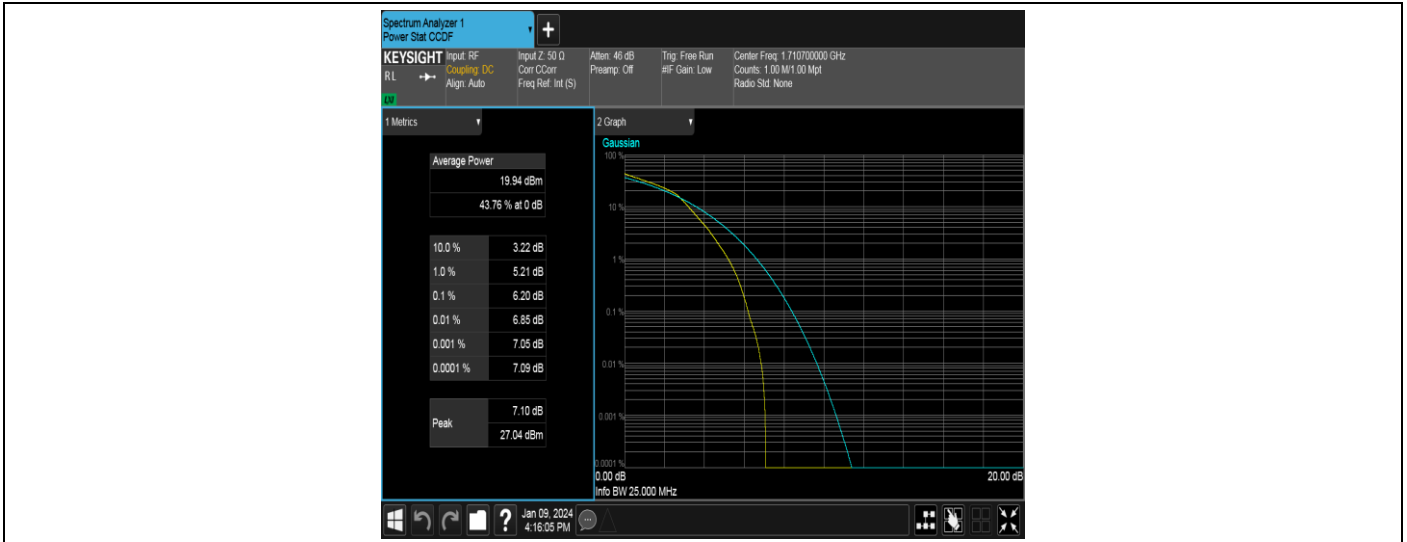 Spectrum Analyzer 1
Power Stat CCDF
+
KEYSIGHT
RL
LXI
Input: RF
Coupling: DC
Align: Auto
Input Z: 50 Ω
Corr CCorr
Freq Ref: Int (S)
Atten: 46 dB
Preamp: Off
Trig: Free Run
#IF Gain: Low
Center Freq: 1.710700000 GHz
Counts: 1.00 M/1.00 Mpt
Radio Std: None
1 Metrics
Average Power
19.94 dBm
43.76 % at 0 dB
10.0 % 3.22 dB
1.0 % 5.21 dB
0.1 % 6.20 dB
0.01 % 6.85 dB
0.001 % 7.05 dB
0.0001 % 7.09 dB
Peak
7.10 dB
27.04 dBm
2 Graph
Gaussian
100 %
10 %
1 %
0.1 %
0.01 %
0.001 %
0.0001 %
0.00 dB 20.00 dB
Info BW 25.000 MHz
?
Jan 09, 2024
4:16:05 PM